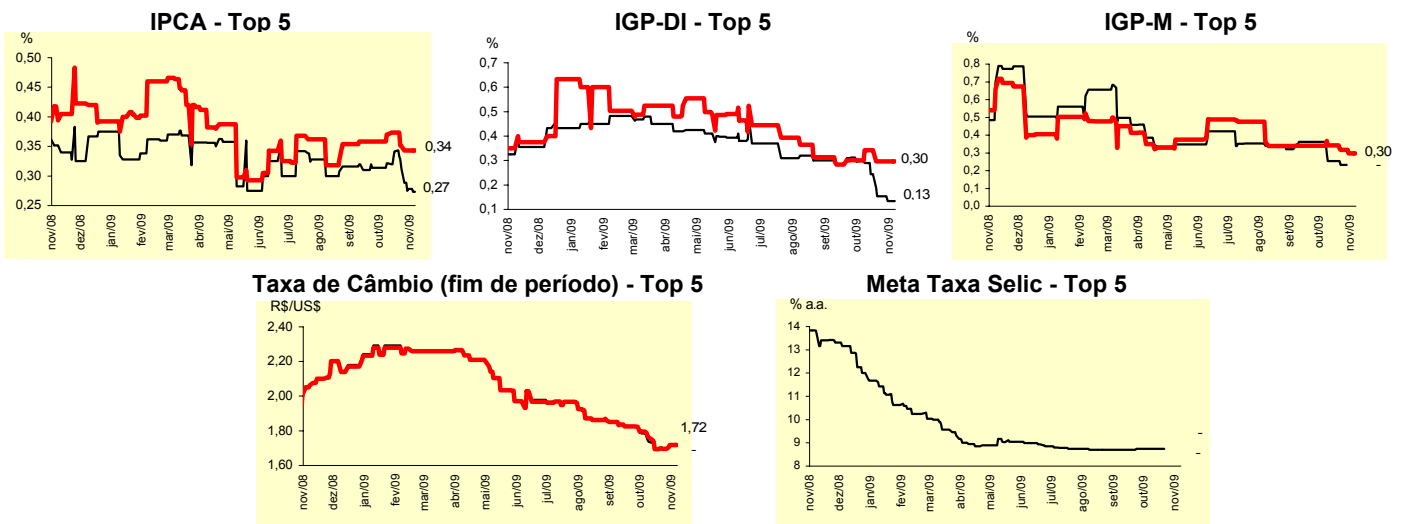 IPCA - Top 5
%
0,50
0,45
0,40
0,35
0,30
0,25
0,34
0,27
nov/08
dez/08
jan/09
fev/09
mar/09
abr/09
mai/09
jun/09
jul/09
ago/09
set/09
out/09
nov/09
IGP-DI - Top 5
%
0,7
0,6
0,5
0,4
0,3
0,2
0,1
0,30
0,13
nov/08
dez/08
jan/09
fev/09
mar/09
abr/09
mai/09
jun/09
jul/09
ago/09
set/09
out/09
nov/09
IGP-M - Top 5
%
0,8
0,7
0,6
0,5
0,4
0,3
0,2
0,1
0,0
0,30
-
nov/08
dez/08
jan/09
fev/09
mar/09
abr/09
mai/09
jun/09
jul/09
ago/09
set/09
out/09
nov/09
Taxa de Câmbio (fim de período) - Top 5
R$/US$
2,40
2,20
2,00
1,80
1,60
1,72
-
nov/08
dez/08
jan/09
fev/09
mar/09
abr/09
mai/09
jun/09
jul/09
ago/09
set/09
out/09
nov/09
Meta Taxa Selic - Top 5
% a.a.
14
13
12
11
10
9
8
-
-
nov/08
dez/08
jan/09
fev/09
mar/09
abr/09
mai/09
jun/09
jul/09
ago/09
set/09
out/09
nov/09